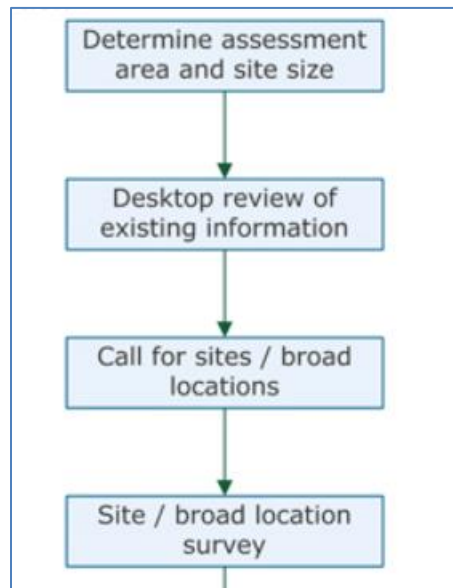 Determine assessment
area and site size
Desktop review of
existing information
Call for sites / broad
locations
Site / broad location
survey